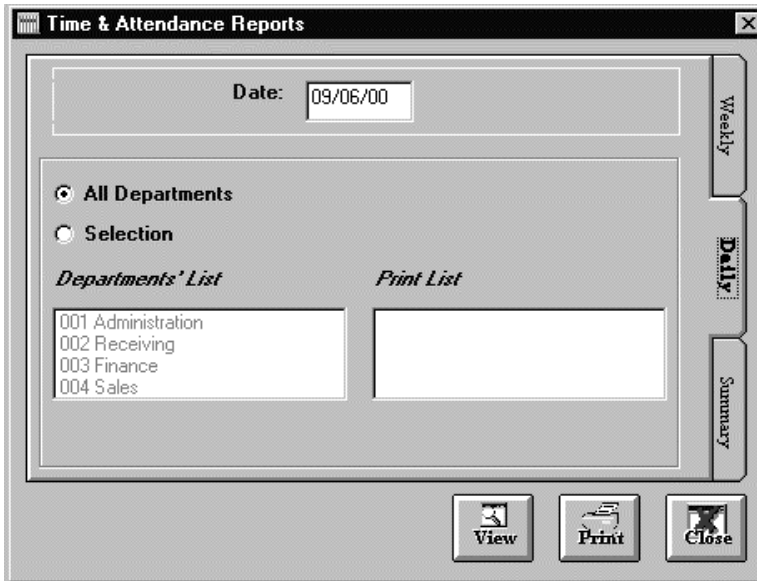 Time & Attendance Reports
Date: 09/06/00
Weekly
All Departments
Selection
Daily
Departments' List
Print List
001 Administration
002 Receiving
003 Finance
004 Sales
Summary
View
Print
Close